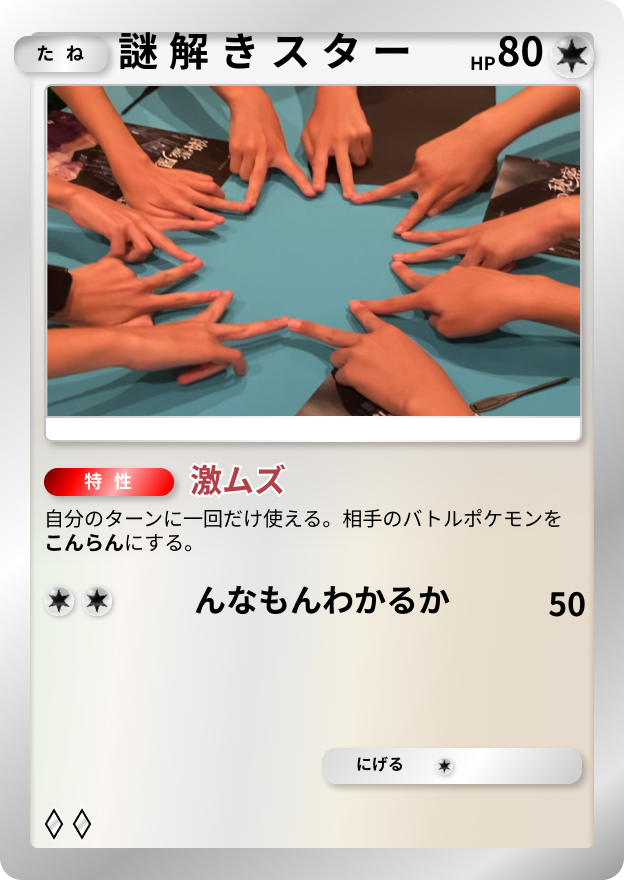 たね 謎解きスター HP80
特性 激ムズ
自分のターンに一回だけ使える。相手のバトルポケモンを
こんらんにする。
んなもんわかるか 50
にげる